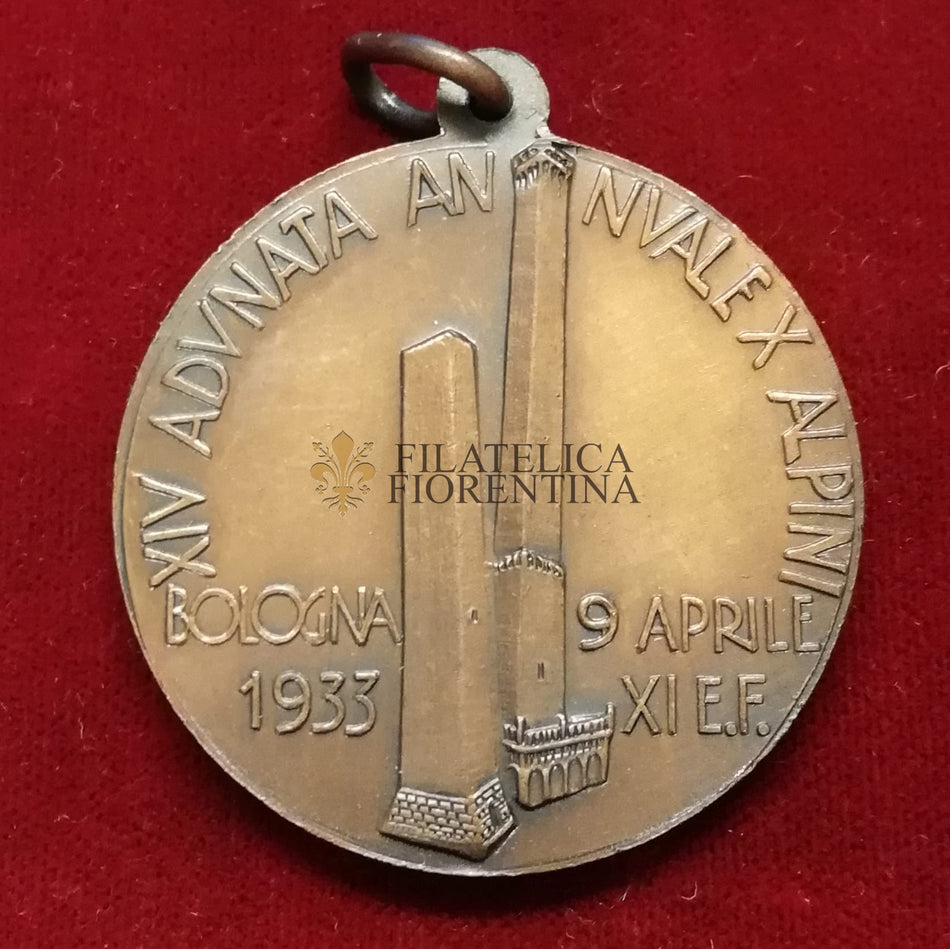 XIV ADVNATA ANNVALE X ALPINI
BOLOGNA
1933
9 APRILE
XI E.F.
FILATELICA
FIORENTINA